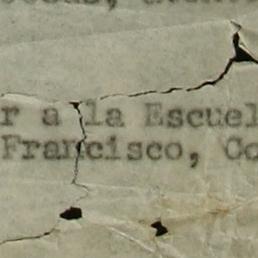 r a la Escuel
Francisco, Co